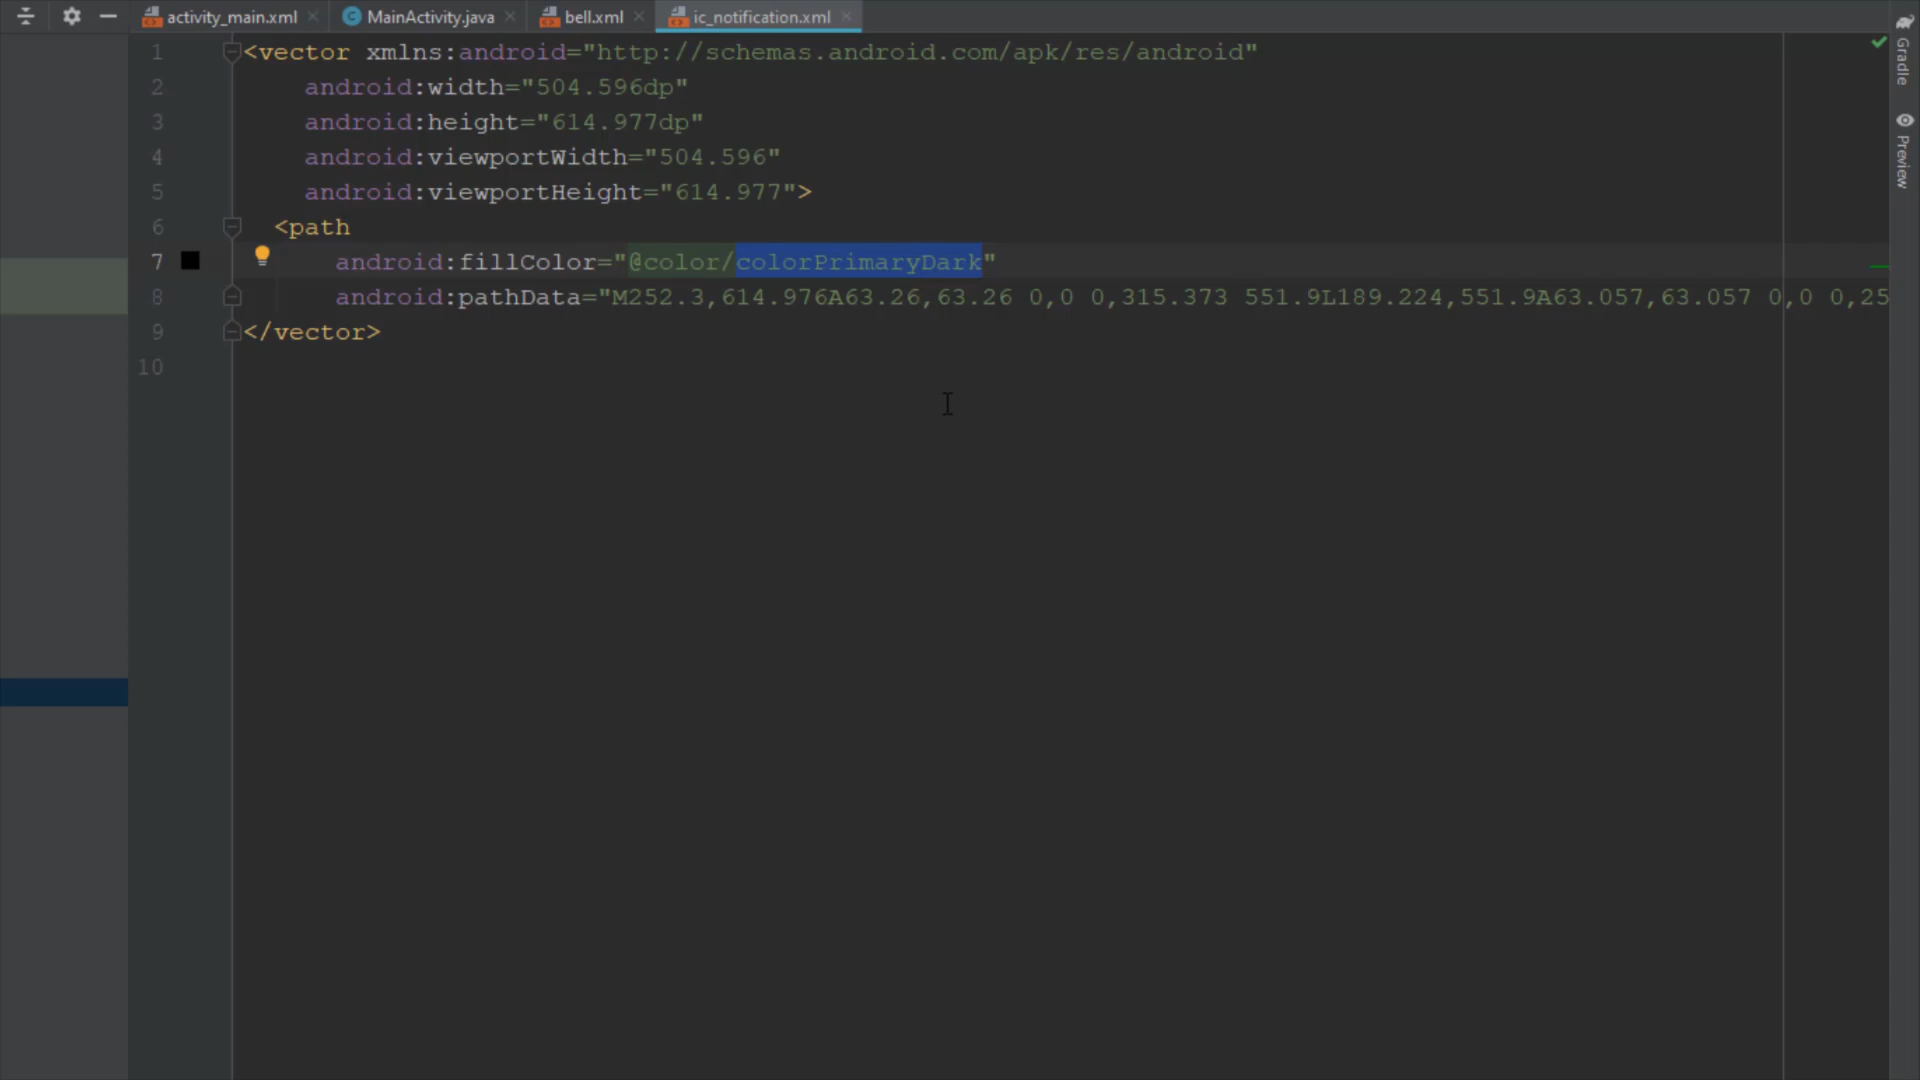 activity_main.xml MainActivity.java bell.xml ic_notification.xml
1 <vector xmlns:android="http://schemas.android.com/apk/res/android"
2 android:width="504.596dp"
3 android:height="614.977dp"
4 android:viewportWidth="504.596"
5 android:viewportHeight="614.977">
6 <path
7 android:fillColor="@color/colorPrimaryDark"
8 android:pathData="M252.3,614.976A63.26,63.26 0,0 0,315.373 551.9L189.224,551.9A63.057,63.057 0,0 0,25
9 </vector>
10
Gradle
Preview